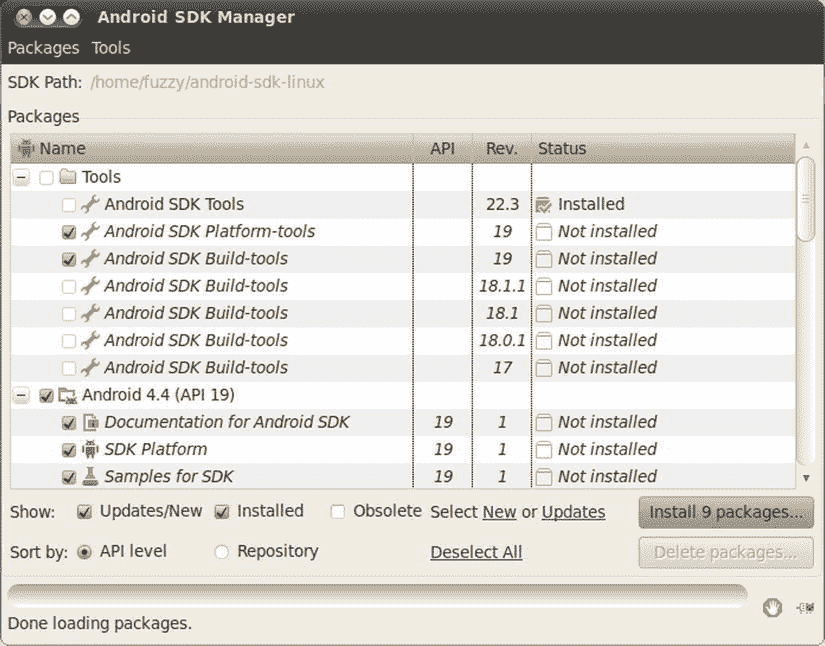 Android SDK Manager
Packages Tools
SDK Path: /home/fuzzy/android-sdk-linux
Packages
Name API Rev. Status
Tools
Android SDK Tools 22.3 Installed
Android SDK Platform-tools 19 Not installed
Android SDK Build-tools 19 Not installed
Android SDK Build-tools 18.1.1 Not installed
Android SDK Build-tools 18.1 Not installed
Android SDK Build-tools 18.0.1 Not installed
Android SDK Build-tools 17 Not installed
Android 4.4 (API 19)
Documentation for Android SDK 19 1 Not installed
SDK Platform 19 1 Not installed
Samples for SDK 19 1 Not installed
Show: Updates/New Installed Obsolete Select New or Updates Install 9 packages...
Sort by: API level Repository Deselect All Delete packages...
Done loading packages.